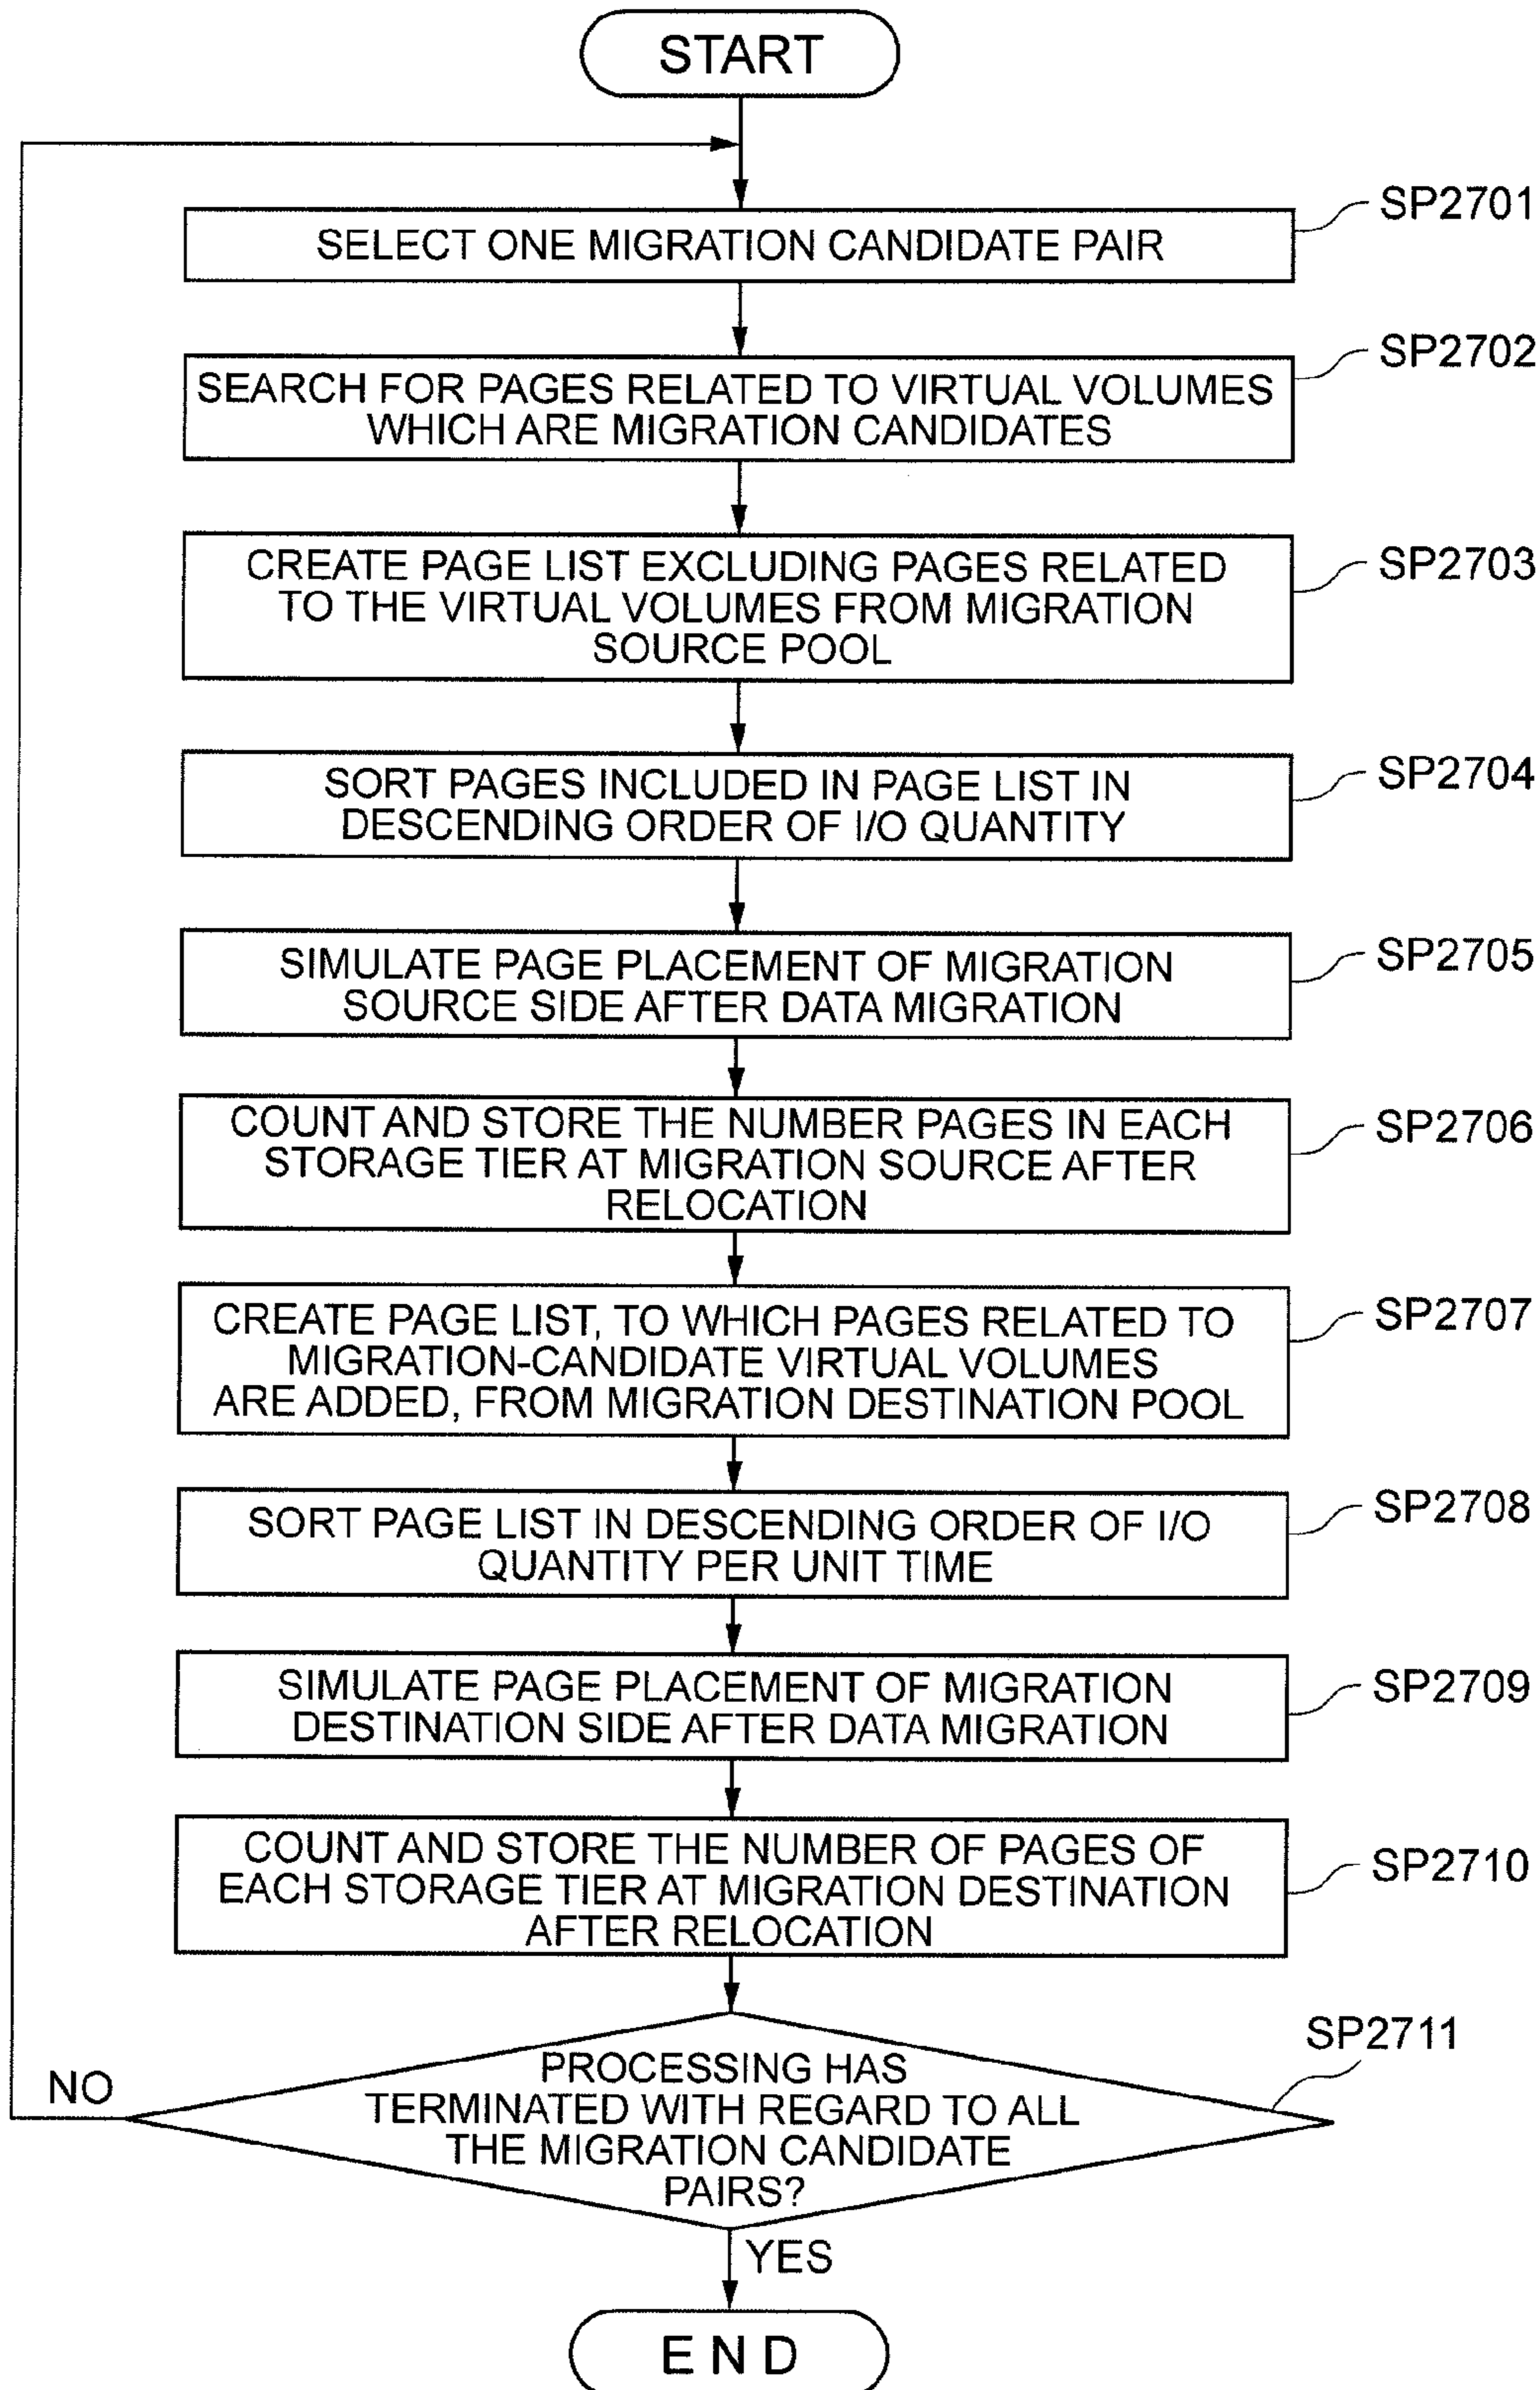 START
SP2701
SELECT ONE MIGRATION CANDIDATE PAIR
SP2702
SEARCH FOR PAGES RELATED TO VIRTUAL VOLUMES
WHICH ARE MIGRATION CANDIDATES
SP2703
CREATE PAGE LIST EXCLUDING PAGES RELATED
TO THE VIRTUAL VOLUMES FROM MIGRATION
SOURCE POOL
SP2704
SORT PAGES INCLUDED IN PAGE LIST IN
DESCENDING ORDER OF I/O QUANTITY
SP2705
SIMULATE PAGE PLACEMENT OF MIGRATION
SOURCE SIDE AFTER DATA MIGRATION
SP2706
COUNT AND STORE THE NUMBER PAGES IN EACH
STORAGE TIER AT MIGRATION SOURCE AFTER
RELOCATION
SP2707
CREATE PAGE LIST, TO WHICH PAGES RELATED TO
MIGRATION-CANDIDATE VIRTUAL VOLUMES
ARE ADDED, FROM MIGRATION DESTINATION POOL
SP2708
SORT PAGE LIST IN DESCENDING ORDER OF I/O
QUANTITY PER UNIT TIME
SP2709
SIMULATE PAGE PLACEMENT OF MIGRATION
DESTINATION SIDE AFTER DATA MIGRATION
SP2710
COUNT AND STORE THE NUMBER OF PAGES OF
EACH STORAGE TIER AT MIGRATION DESTINATION
AFTER RELOCATION
SP2711
NO
PROCESSING HAS
TERMINATED WITH REGARD TO ALL
THE MIGRATION CANDIDATE
PAIRS?
YES
END